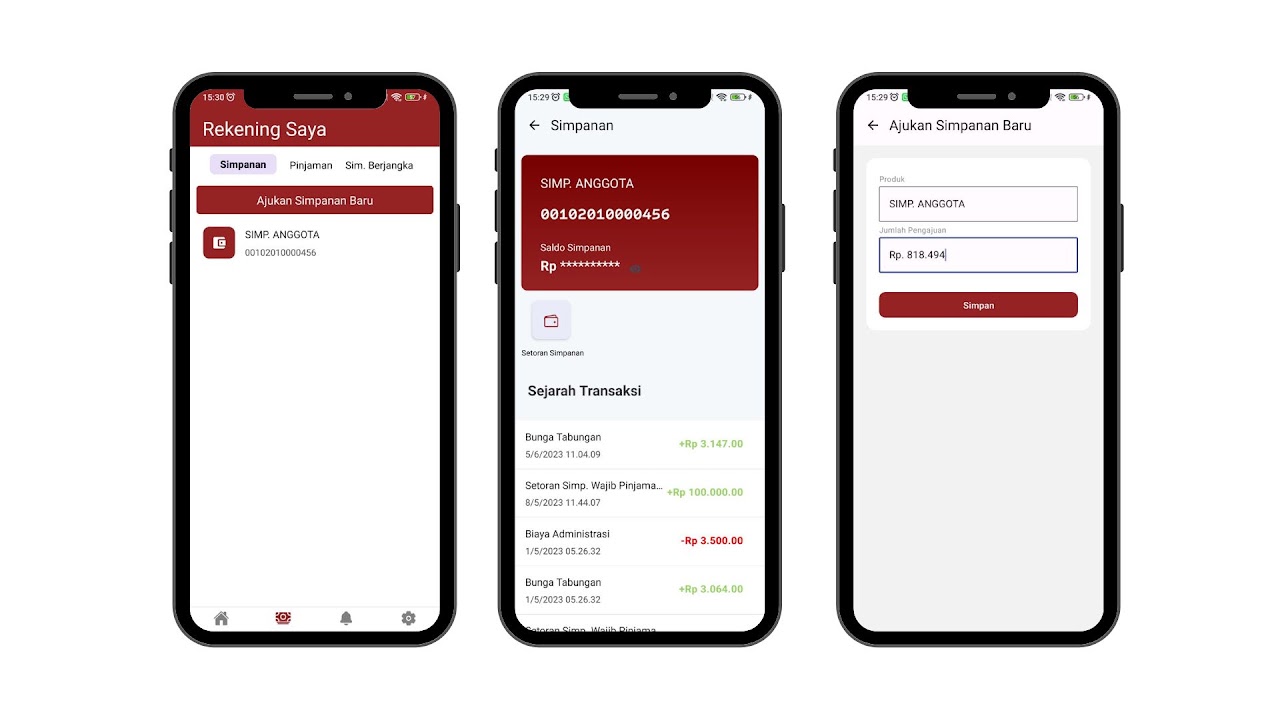 15:30
Rekening Saya
Simpanan Pinjaman Sim. Berjangka
Ajukan Simpanan Baru
SIMP. ANGGOTA
00102010000456
15:29
Simpanan
SIMP. ANGGOTA
00102010000456
Saldo Simpanan
Rp **********
Setoran Simpanan
Sejarah Transaksi
Bunga Tabungan
+Rp 3.147.00
5/6/2023 11.04.09
Setoran Simp. Wajib Pinjama...
+Rp 100.000.00
8/5/2023 11.44.07
Biaya Administrasi
-Rp 3.500.00
1/5/2023 05.26.32
Bunga Tabungan
+Rp 3.064.00
1/5/2023 05.26.32
Setoran Simp. Wajib Pinjama
15:29
Ajukan Simpanan Baru
Produk
SIMP. ANGGOTA
Jumlah Pengajuan
Rp. 818.494
Simpan